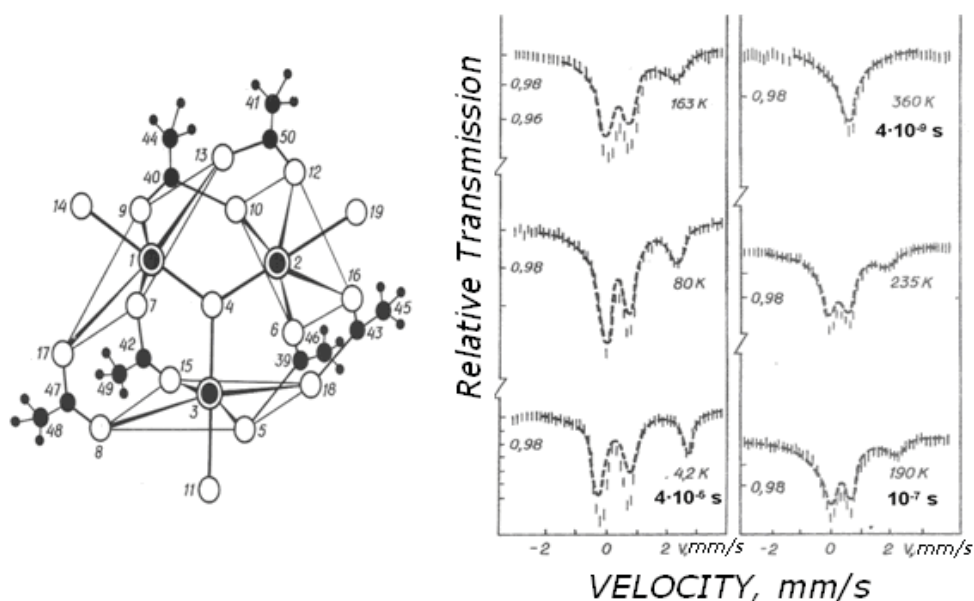 41
44
50
13
12
40
14
9
10
19
1
2
16
7
4
45
6
46
43
17
42
15
39
47
49
18
3
48
8
5
11
Relative Transmission
0,98
0,96
163 K
0,98
80 K
0,98
4,2 K
4·10⁻⁶ s
-2 0 2 v, mm/s
0,98
360 K
4·10⁻⁹ s
0,98
235 K
0,98
190 K
10⁻⁷ s
-2 0 2 v, mm/s
VELOCITY, mm/s